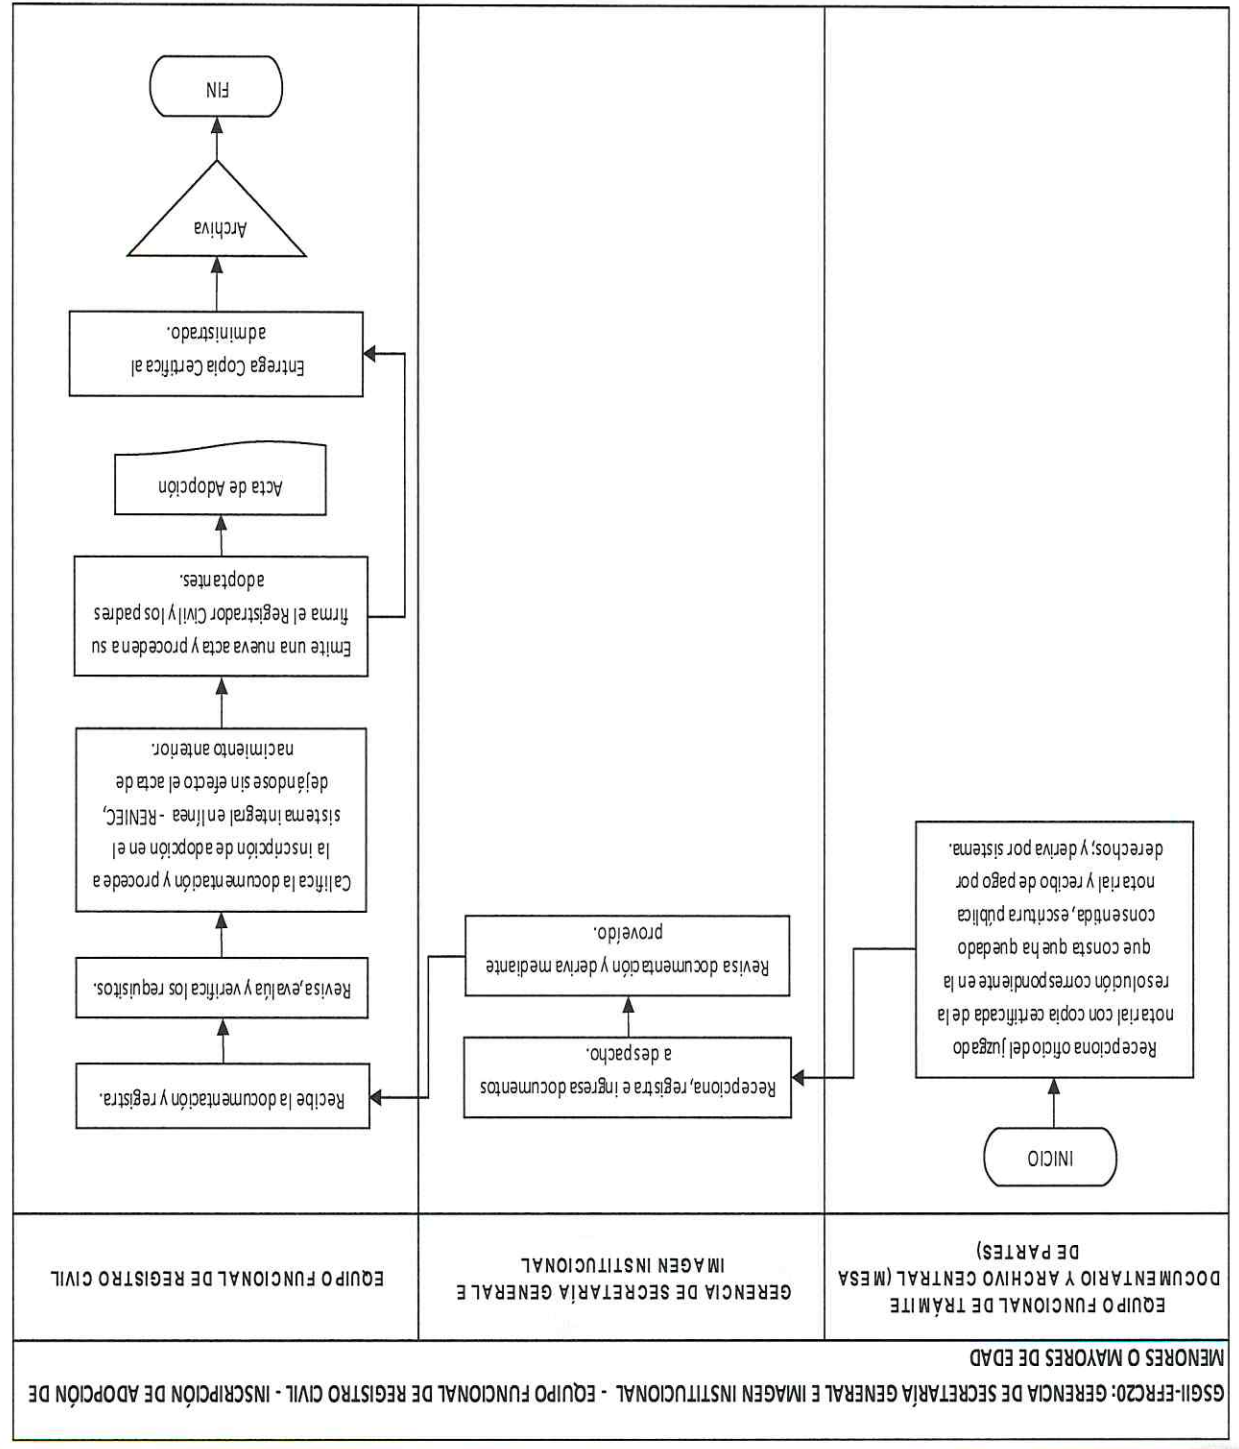 GSGII-EFRC20: GERENCIA DE SECRETARÍA GENERAL E IMAGEN INSTITUCIONAL - EQUIPO FUNCIONAL DE REGISTRO CIVIL - INSCRIPCIÓN DE ADOPCIÓN DE
MENORES O MAYORES DE EDAD
EQUIPO FUNCIONAL DE TRÁMITE
DOCUMENTARIO Y ARCHIVO CENTRAL (MESA
DE PARTES)
GERENCIA DE SECRETARÍA GENERAL E
IMAGEN INSTITUCIONAL
EQUIPO FUNCIONAL DE REGISTRO CIVIL
INICIO
Recepciona oficio del juzgado
notarial con copia certificada de la
resolución correspondiente en la
que consta que ha quedado
consentida, escritura pública
notarial y recibo de pago por
derechos; y deriva por sistema.
Recepciona, registra e ingresa documentos
a despacho.
Revisa documentación y deriva mediante
proveído.
Recibe la documentación y registra.
Revisa, evalúa y verifica los requisitos.
Califica la documentación y procede a
la inscripción de adopción en el
sistema integral en línea - RENIEC,
dejándose sin efecto el acta de
nacimiento anterior.
Emite una nueva acta y proceden a su
firma el Registrador Civil y los padres
adoptantes.
Acta de Adopción
Entrega Copia Certifica al
administrado.
Archiva
FIN